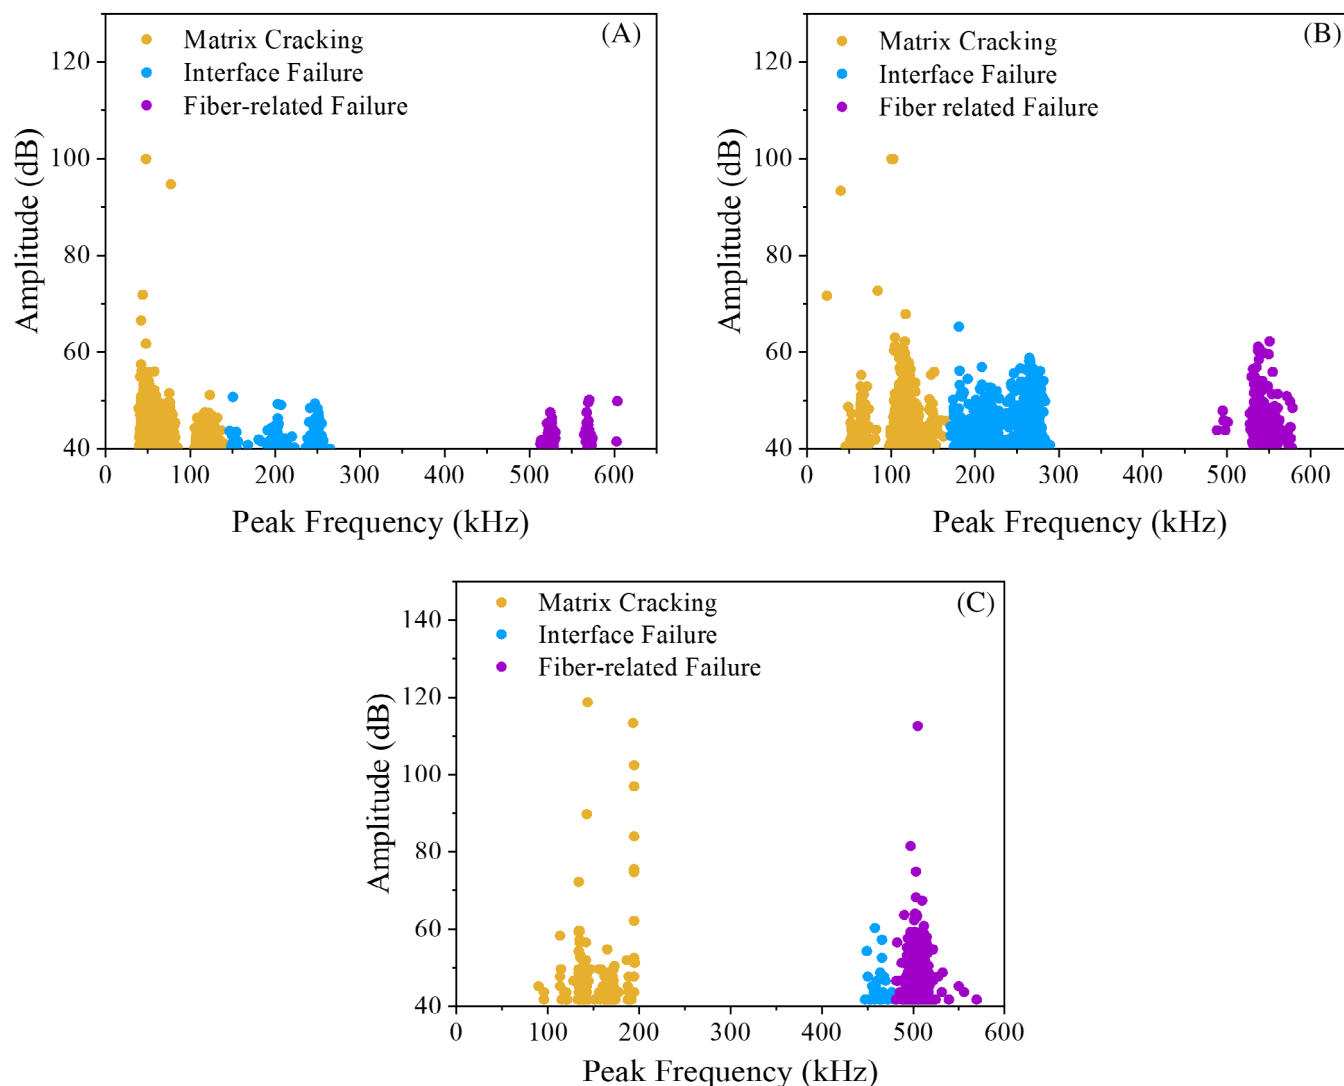 (A)
Matrix Cracking
Interface Failure
Fiber-related Failure
120
100
80
60
40
0 100 200 300 400 500 600
Amplitude (dB)
Peak Frequency (kHz)
(B)
Matrix Cracking
Interface Failure
Fiber related Failure
120
100
80
60
40
0 100 200 300 400 500 600
Amplitude (dB)
Peak Frequency (kHz)
(C)
Matrix Cracking
Interface Failure
Fiber-related Failure
140
120
100
80
60
40
0 100 200 300 400 500 600
Amplitude (dB)
Peak Frequency (kHz)